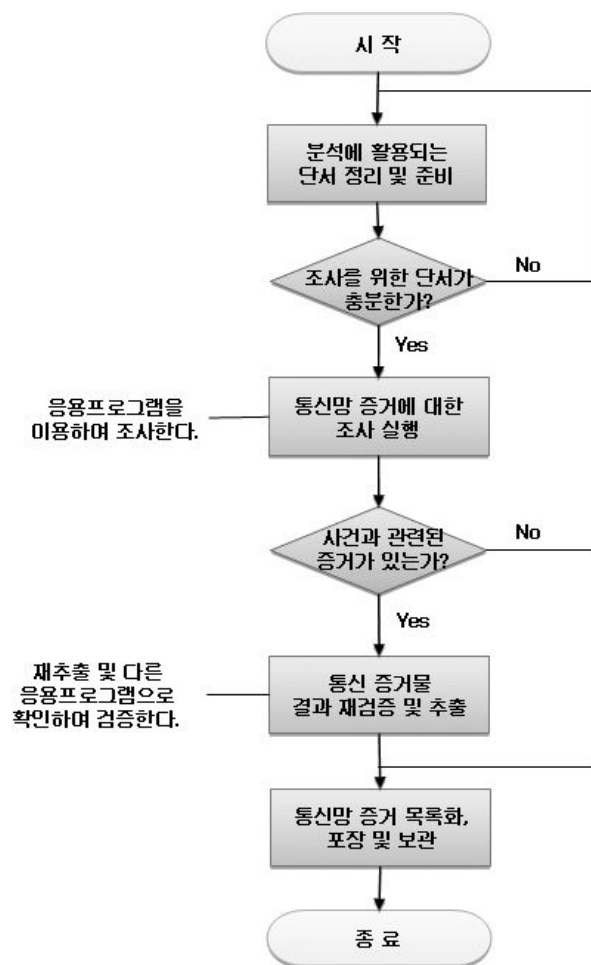 시 작
분석에 활용되는
단서 정리 및 준비
조사를 위한 단서가
충분한가?
No
Yes
응용프로그램을
이용하여 조사한다.
통신망 증거에 대한
조사 실행
사건과 관련된
증거가 있는가?
No
Yes
재추출 및 다른
응용프로그램으로
확인하여 검증한다.
통신 증거물
결과 재검증 및 추출
통신망 증거 목록화,
포장 및 보관
종 료